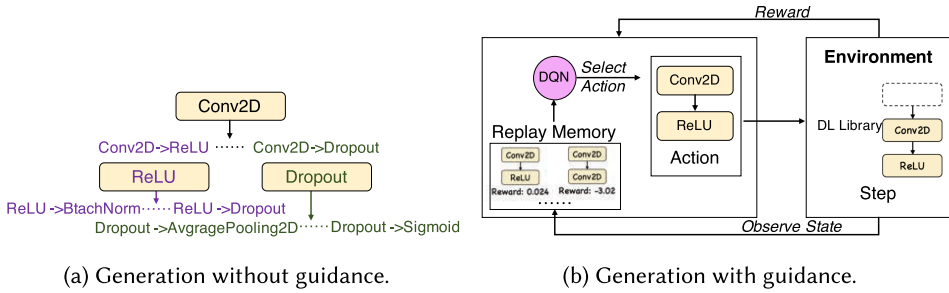 Conv2D
Conv2D->ReLU ······ Conv2D->Dropout
ReLU
Dropout
ReLU->BtachNorm······ReLU->Dropout
Dropout->AvgragePooling2D ······ Dropout->Sigmoid
(a) Generation without guidance.
Reward
DQN
Select
Action
Conv2D
ReLU
Action
Replay Memory
Conv2D
ReLU
Reward: 0.024
Conv2D
Conv2D
Reward: -3.02
······
Environment
DL Library
Conv2D
ReLU
Step
Observe State
(b) Generation with guidance.